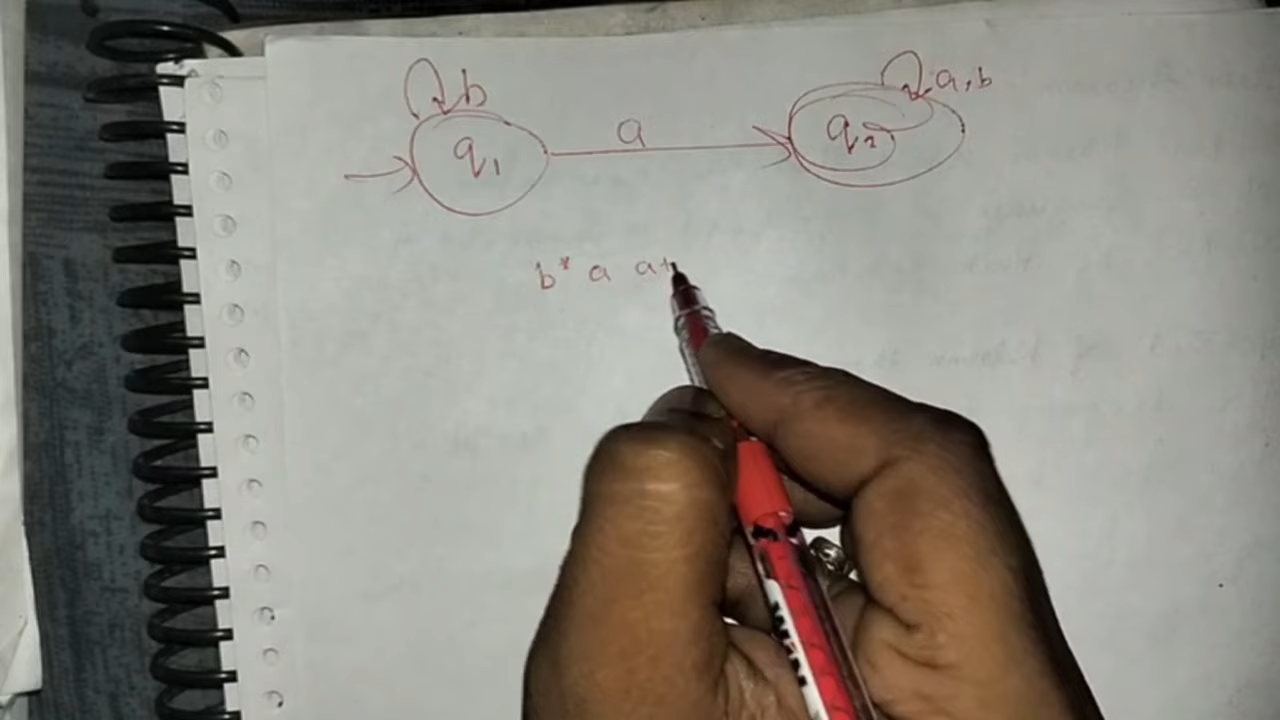 b a a,b
q₁ q₂
b* a a+